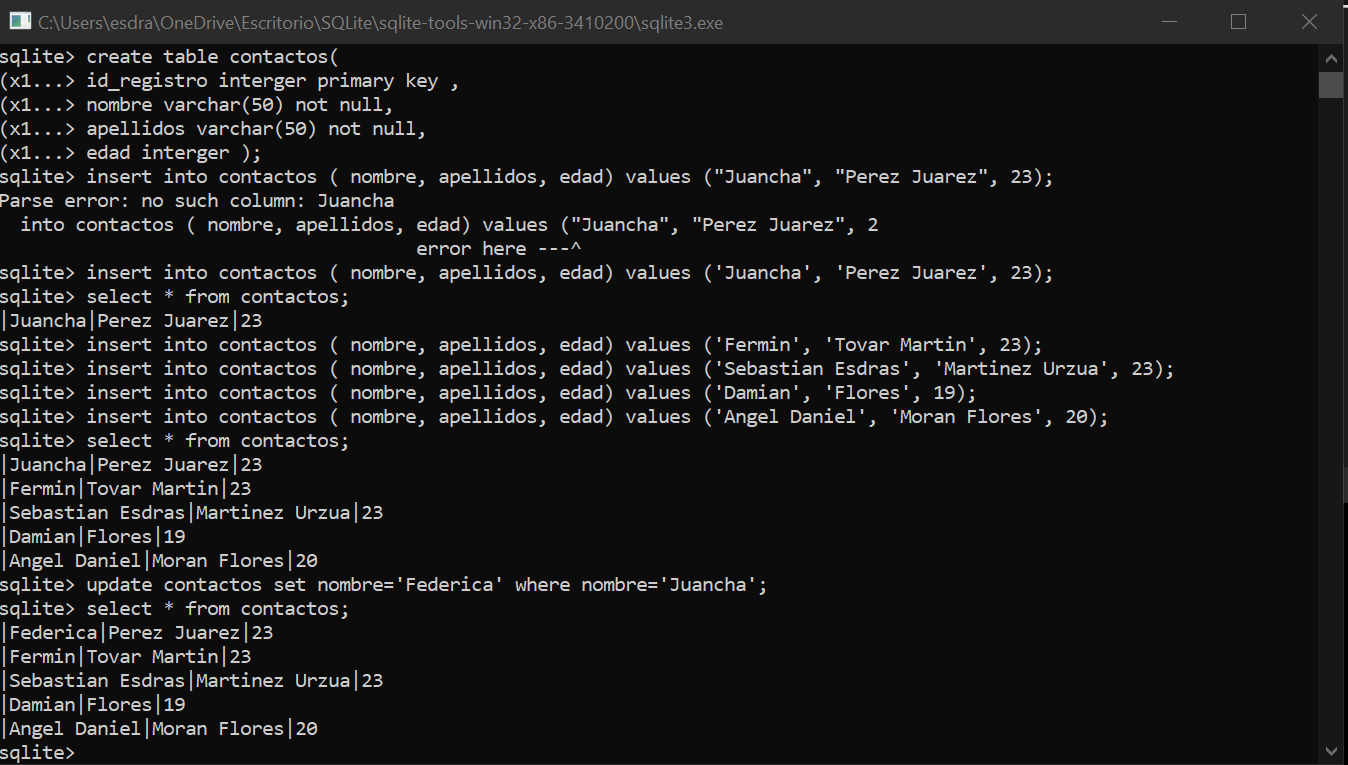 C:\Users\esdra\OneDrive\Escritorio\SQLite\sqlite-tools-win32-x86-3410200\sqlite3.exe
sqlite> create table contactos(
(x1...> id_registro interger primary key ,
(x1...> nombre varchar(50) not null,
(x1...> apellidos varchar(50) not null,
(x1...> edad interger );
sqlite> insert into contactos ( nombre, apellidos, edad) values ("Juancha", "Perez Juarez", 23);
Parse error: no such column: Juancha
  into contactos ( nombre, apellidos, edad) values ("Juancha", "Perez Juarez", 2
                                      error here ---^
sqlite> insert into contactos ( nombre, apellidos, edad) values ('Juancha', 'Perez Juarez', 23);
sqlite> select * from contactos;
|Juancha|Perez Juarez|23
sqlite> insert into contactos ( nombre, apellidos, edad) values ('Fermin', 'Tovar Martin', 23);
sqlite> insert into contactos ( nombre, apellidos, edad) values ('Sebastian Esdras', 'Martinez Urzua', 23);
sqlite> insert into contactos ( nombre, apellidos, edad) values ('Damian', 'Flores', 19);
sqlite> insert into contactos ( nombre, apellidos, edad) values ('Angel Daniel', 'Moran Flores', 20);
sqlite> select * from contactos;
|Juancha|Perez Juarez|23
|Fermin|Tovar Martin|23
|Sebastian Esdras|Martinez Urzua|23
|Damian|Flores|19
|Angel Daniel|Moran Flores|20
sqlite> update contactos set nombre='Federica' where nombre='Juancha';
sqlite> select * from contactos;
|Federica|Perez Juarez|23
|Fermin|Tovar Martin|23
|Sebastian Esdras|Martinez Urzua|23
|Damian|Flores|19
|Angel Daniel|Moran Flores|20
sqlite>